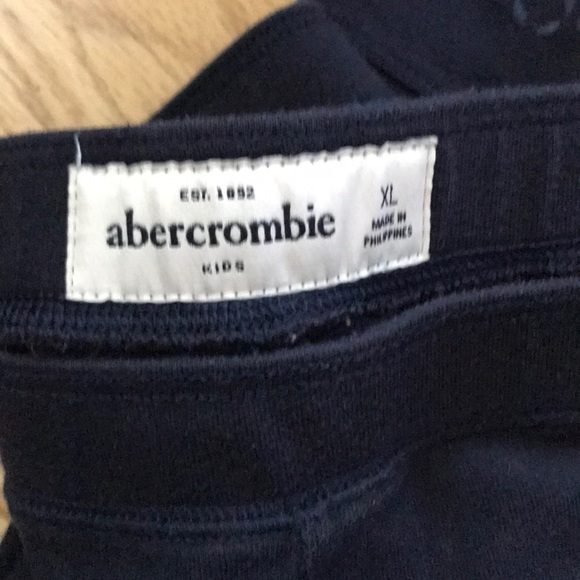 EST. 1892
abercrombie
KIDS
XL
MADE IN
PHILIPPINES